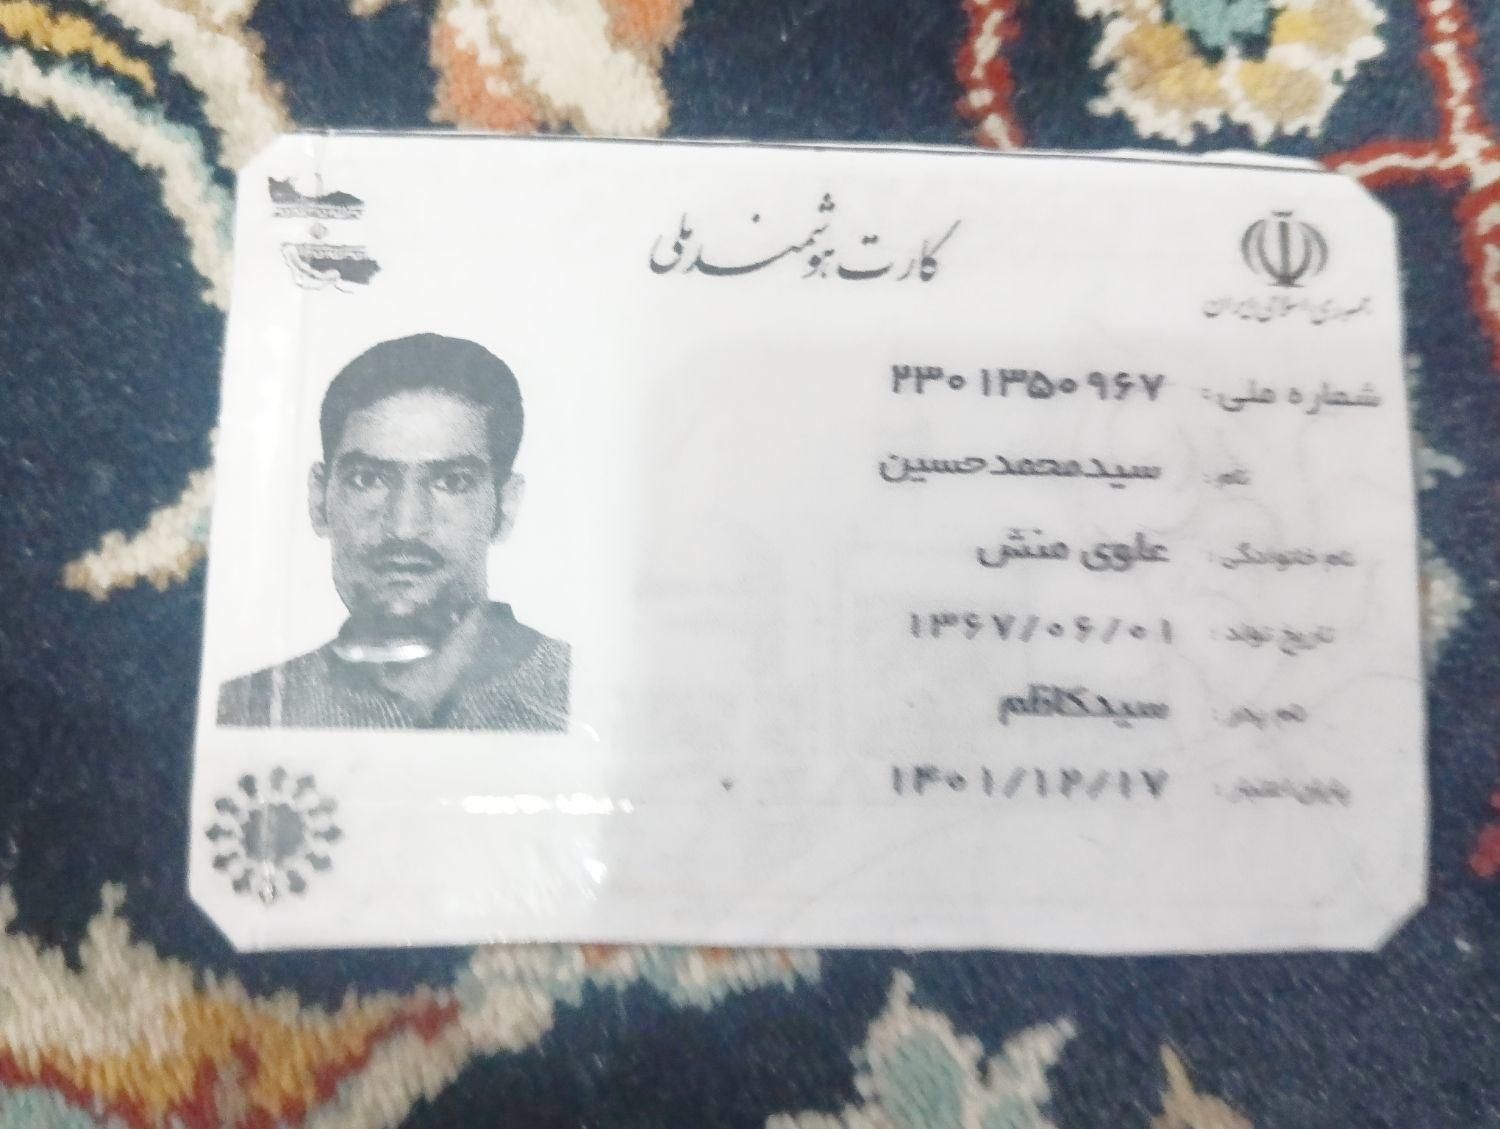 کارت هوشمند ملی
جمهوری اسلامی ایران
شماره ملی: ۲۳۰۱۳۵۰۹۶۷
نام: سیدمحمدحسین
نام خانوادگی: علوی منش
تاریخ تولد: ۱۳۶۷/۰۶/۰۱
نام پدر: سیدکاظم
پایان اعتبار: ۱۴۰۱/۱۲/۱۷